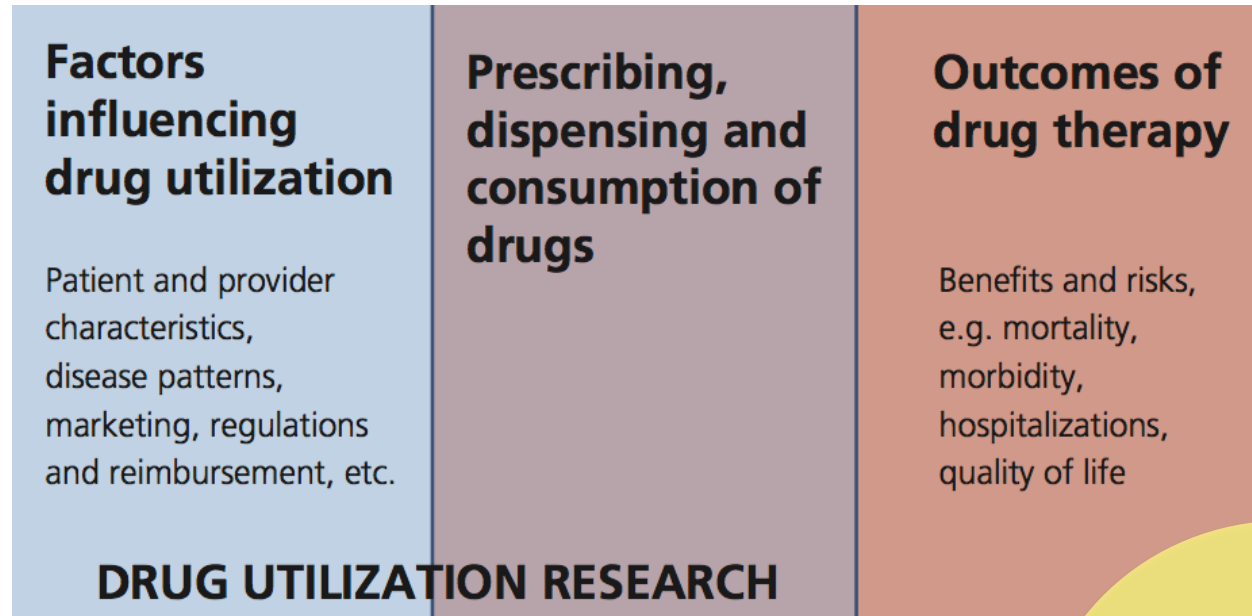 Factors
influencing
drug utilization
Patient and provider
characteristics,
disease patterns,
marketing, regulations
and reimbursement, etc.
Prescribing,
dispensing and
consumption of
drugs
Outcomes of
drug therapy
Benefits and risks,
e.g. mortality,
morbidity,
hospitalizations,
quality of life
DRUG UTILIZATION RESEARCH